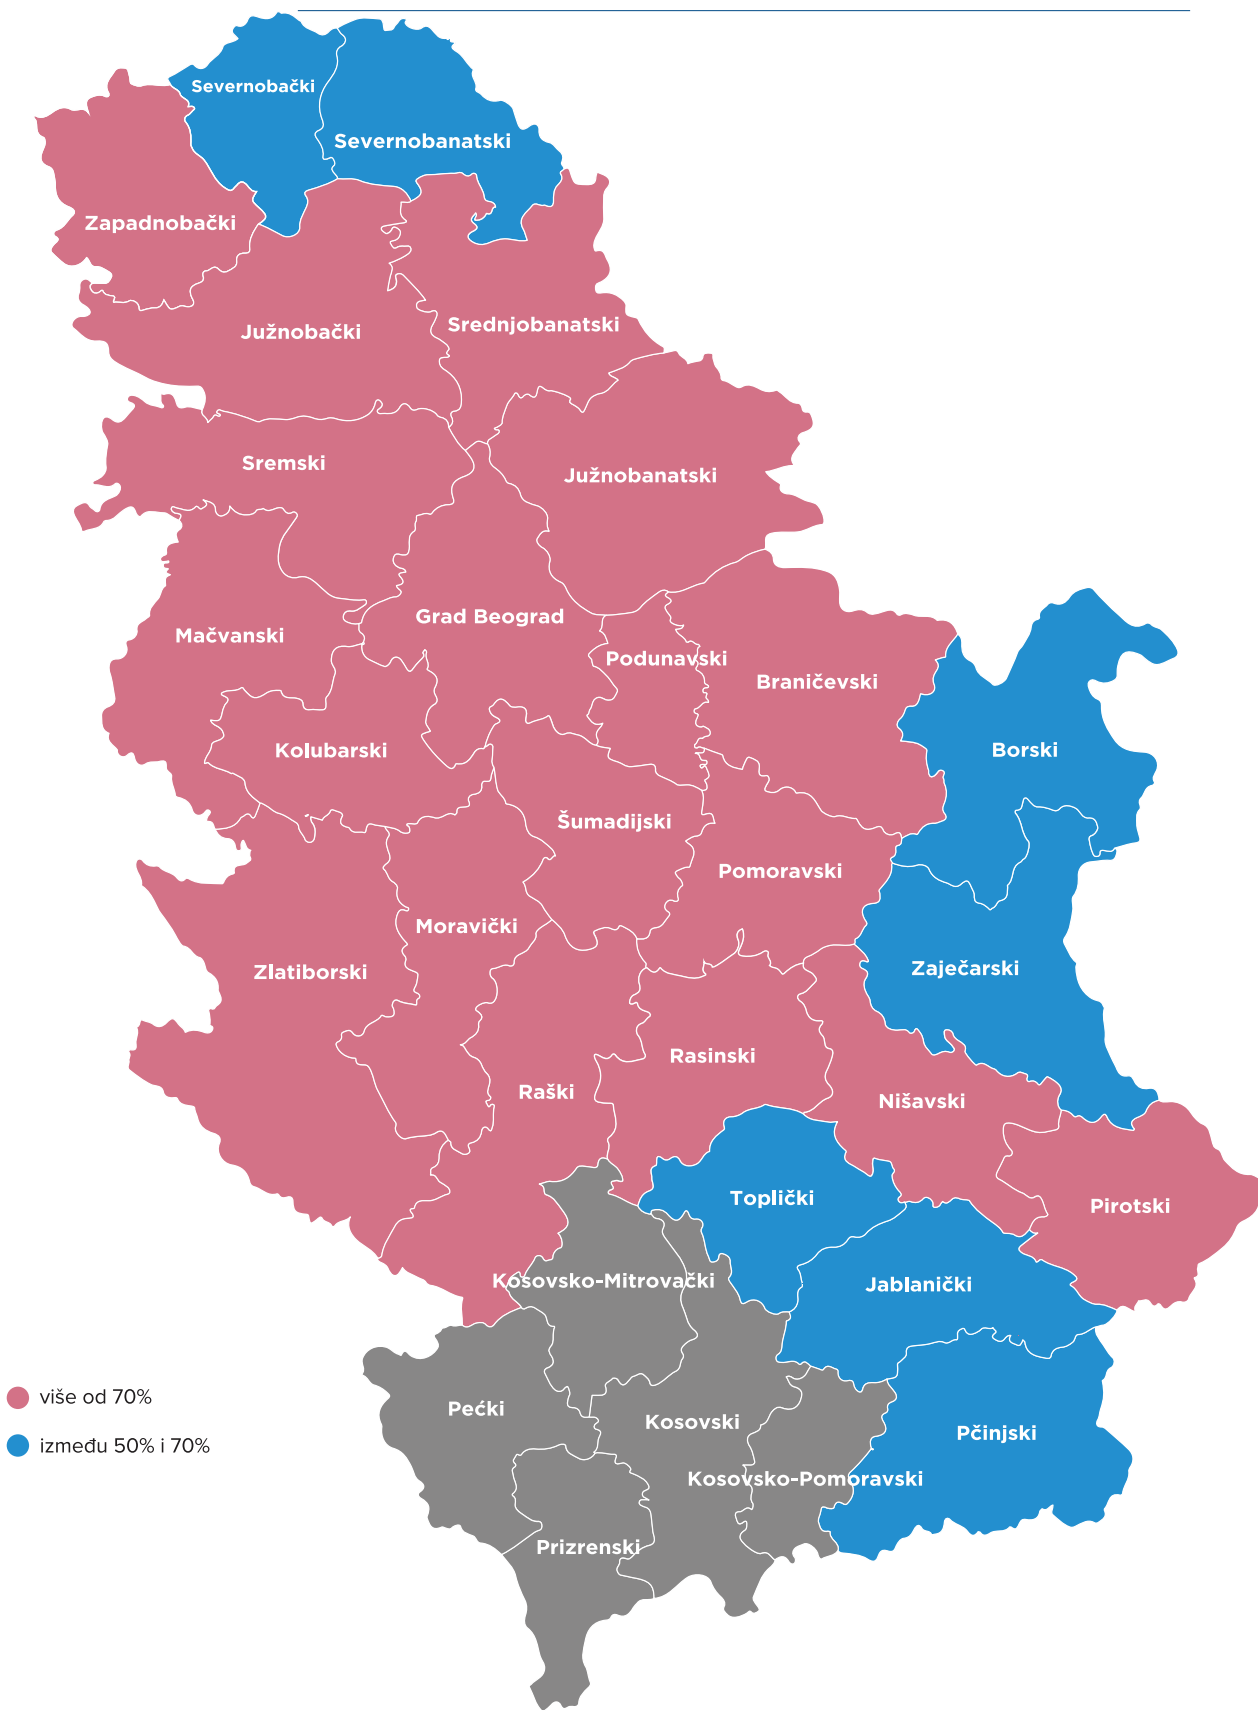 Severnobački
Severnobanatski
Zapadnobački
Srednjobanatski
Južnobački
Sremski
Južnobanatski
Grad Beograd
Mačvanski
Podunavski
Braničevski
Kolubarski
Borski
Šumadijski
Pomoravski
Moravički
Zlatiborski
Zaječarski
Rasinski
Raški
Nišavski
Toplički
Pirotski
Kosovsko-Mitrovački
Jablanički
više od 70%
Pećki
Kosovski
Pčinjski
između 50% i 70%
Kosovsko-Pomoravski
Prizrenski